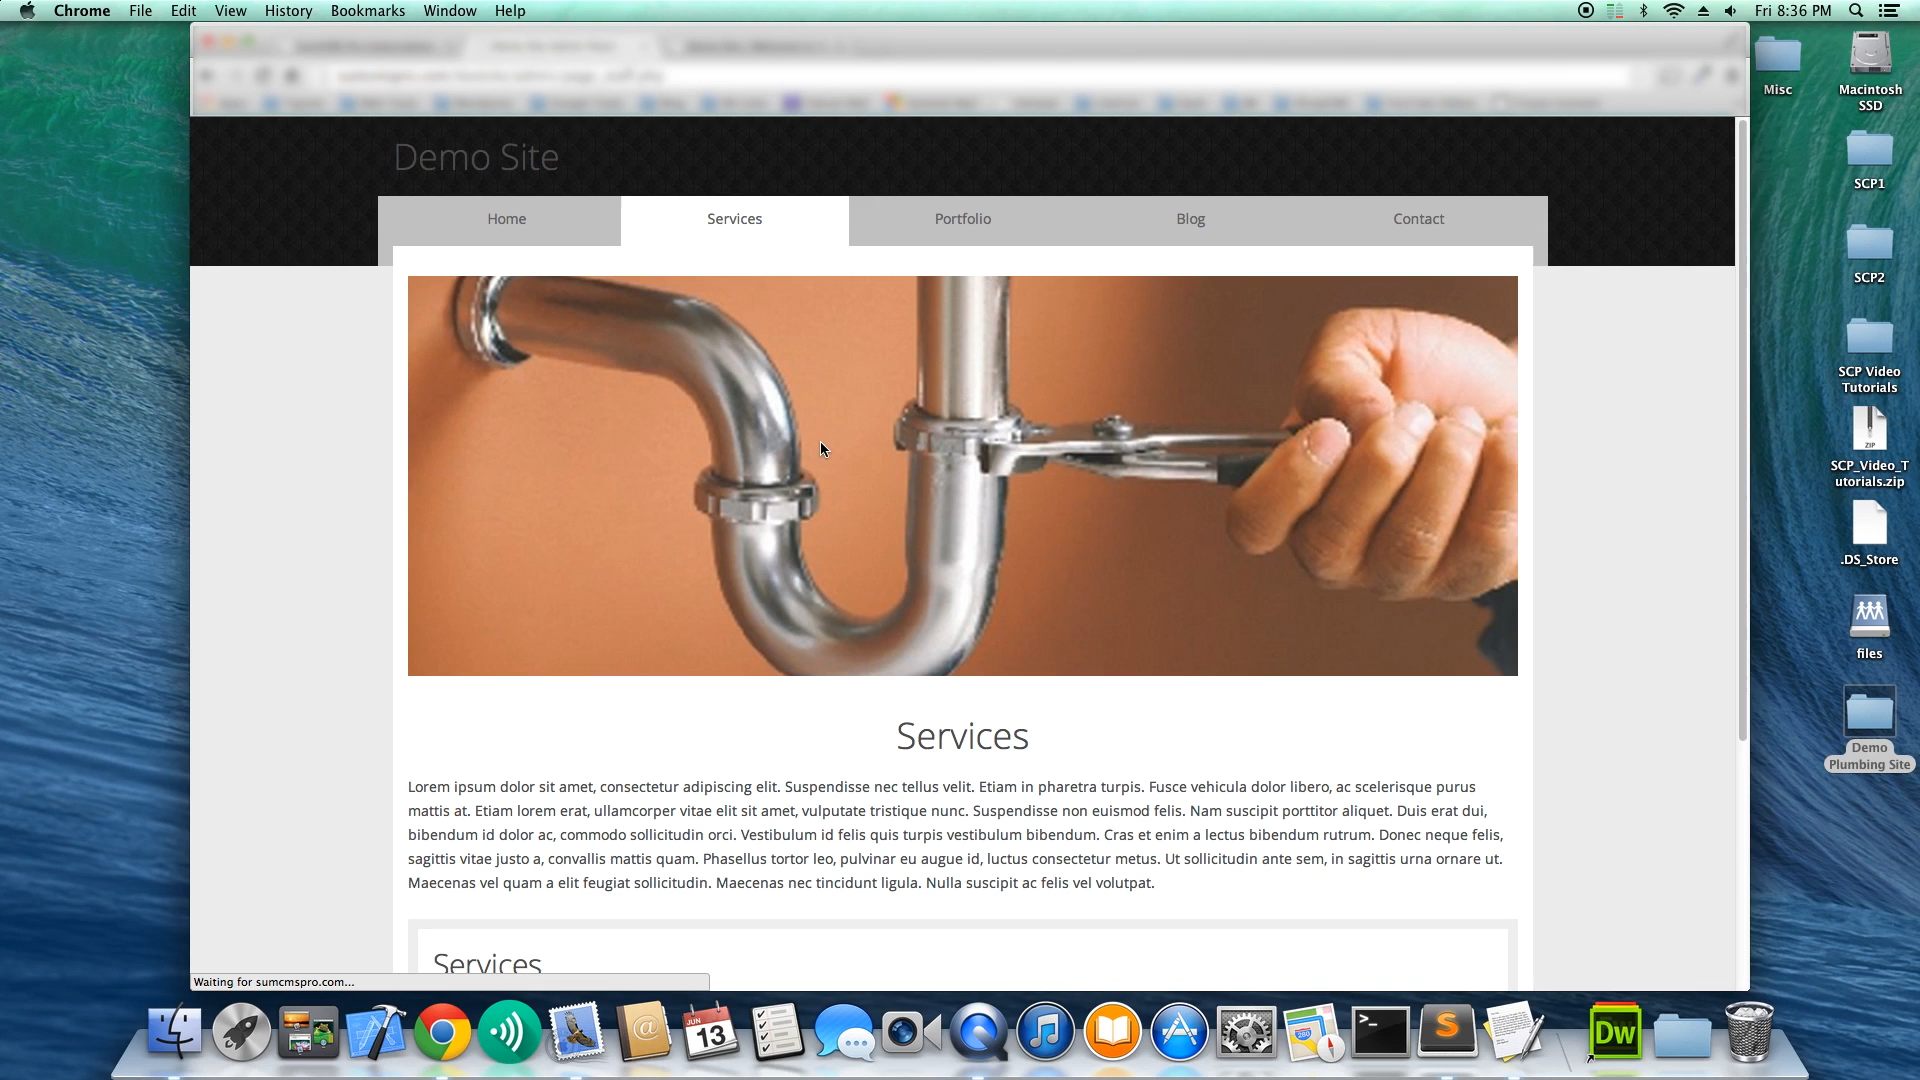 Chrome File Edit View History Bookmarks Window Help Fri 8:36 PM
Demo Site
Home Services Portfolio Blog Contact
Services
Lorem ipsum dolor sit amet, consectetur adipiscing elit. Suspendisse nec tellus velit. Etiam in pharetra turpis. Fusce vehicula dolor libero, ac scelerisque purus
mattis at. Etiam lorem erat, ullamcorper vitae elit sit amet, vulputate tristique nunc. Suspendisse non euismod felis. Nam suscipit porttitor aliquet. Duis erat dui,
bibendum id dolor ac, commodo sollicitudin orci. Vestibulum id felis quis turpis vestibulum bibendum. Cras et enim a lectus bibendum rutrum. Donec neque felis,
sagittis vitae justo a, convallis mattis quam. Phasellus tortor leo, pulvinar eu augue id, luctus consectetur metus. Ut sollicitudin ante sem, in sagittis urna ornare ut.
Maecenas vel quam a elit feugiat sollicitudin. Maecenas nec tincidunt ligula. Nulla suscipit ac felis vel volutpat.
Services
Waiting for sumcmspro.com...
Misc
Macintosh
SSD
SCP1
SCP2
SCP Video
Tutorials
ZIP
SCP_Video_T
utorials.zip
.DS_Store
files
Demo
Plumbing Site
JUN
13
280
>_
S
Dw